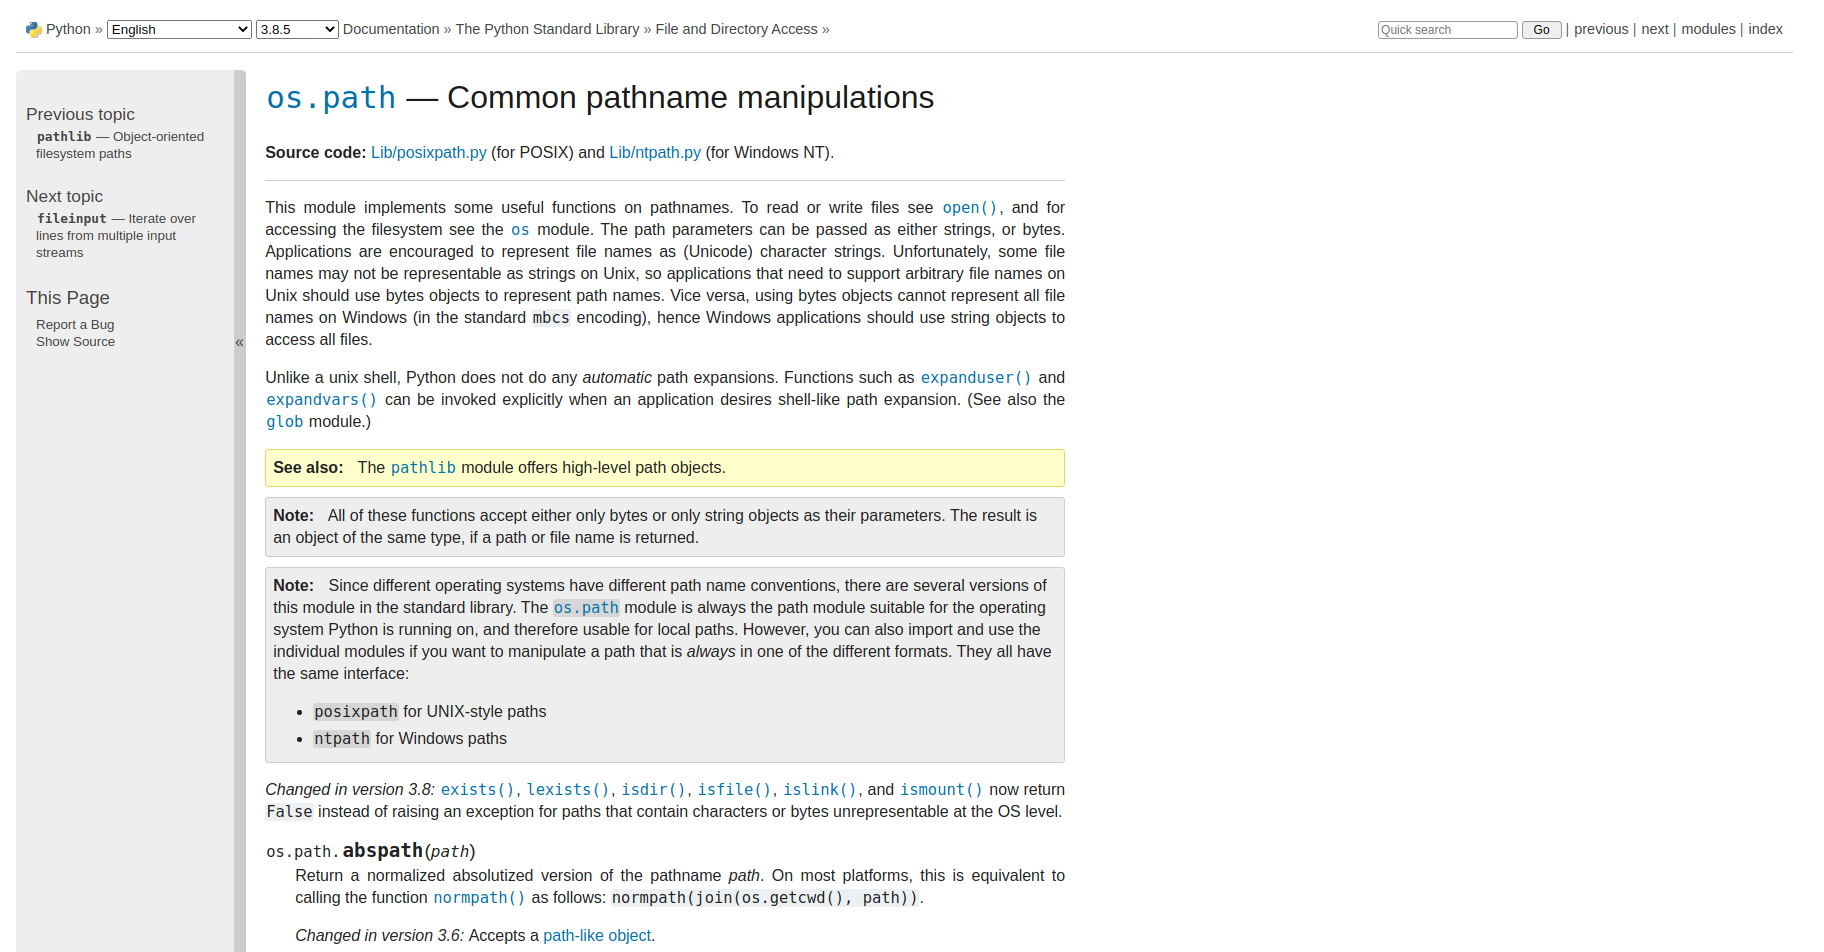 Python » English 3.8.5 Documentation » The Python Standard Library » File and Directory Access » Quick search Go | previous | next | modules | index
Previous topic
pathlib — Object-oriented
filesystem paths
Next topic
fileinput — Iterate over
lines from multiple input
streams
This Page
Report a Bug
Show Source
«
os.path — Common pathname manipulations
Source code: Lib/posixpath.py (for POSIX) and Lib/ntpath.py (for Windows NT).
This module implements some useful functions on pathnames. To read or write files see open(), and for
accessing the filesystem see the os module. The path parameters can be passed as either strings, or bytes.
Applications are encouraged to represent file names as (Unicode) character strings. Unfortunately, some file
names may not be representable as strings on Unix, so applications that need to support arbitrary file names on
Unix should use bytes objects to represent path names. Vice versa, using bytes objects cannot represent all file
names on Windows (in the standard mbcs encoding), hence Windows applications should use string objects to
access all files.
Unlike a unix shell, Python does not do any automatic path expansions. Functions such as expanduser() and
expandvars() can be invoked explicitly when an application desires shell-like path expansion. (See also the
glob module.)
See also: The pathlib module offers high-level path objects.
Note: All of these functions accept either only bytes or only string objects as their parameters. The result is
an object of the same type, if a path or file name is returned.
Note: Since different operating systems have different path name conventions, there are several versions of
this module in the standard library. The os.path module is always the path module suitable for the operating
system Python is running on, and therefore usable for local paths. However, you can also import and use the
individual modules if you want to manipulate a path that is always in one of the different formats. They all have
the same interface:
• posixpath for UNIX-style paths
• ntpath for Windows paths
Changed in version 3.8: exists(), lexists(), isdir(), isfile(), islink(), and ismount() now return
False instead of raising an exception for paths that contain characters or bytes unrepresentable at the OS level.
os.path.abspath(path)
Return a normalized absolutized version of the pathname path. On most platforms, this is equivalent to
calling the function normpath() as follows: normpath(join(os.getcwd(), path)).
Changed in version 3.6: Accepts a path-like object.